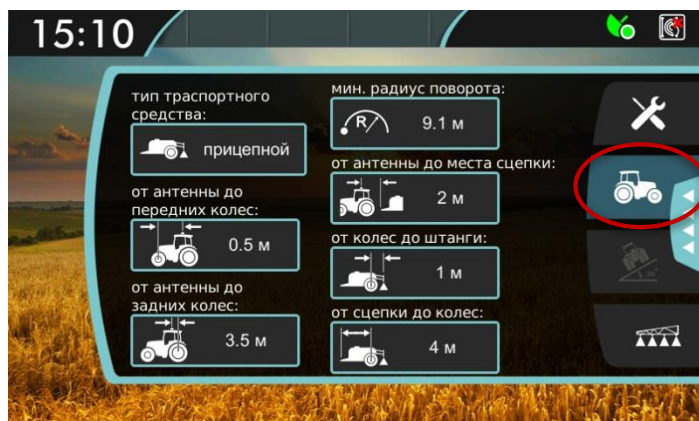 15:10
тип траспортного
средства:
прицепной
от антенны до
передних колес:
0.5 м
от антенны до
задних колес:
3.5 м
мин. радиус поворота:
R
9.1 м
от антенны до места сцепки:
2 м
от колес до штанги:
1 м
от сцепки до колес:
4 м